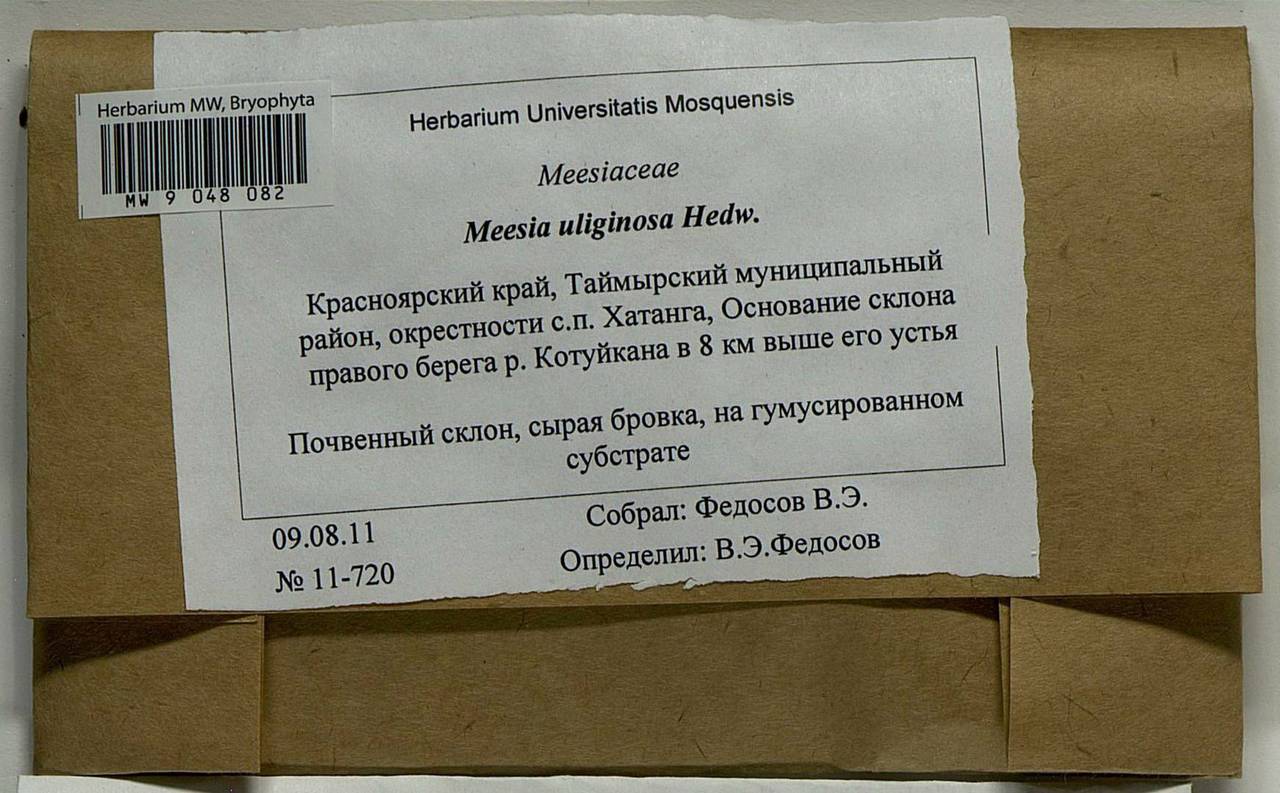 Herbarium MW, Bryophyta
MW 9 048 082
Herbarium Universitatis Mosquensis
Meesiaceae
Meesia uliginosa Hedw.
Красноярский край, Таймырский муниципальный
район, окрестности с.п. Хатанга, Основание склона
правого берега р. Котуйкана в 8 км выше его устья
Почвенный склон, сырая бровка, на гумусированном
субстрате
09.08.11
Собрал: Федосов В.Э.
№ 11-720
Определил: В.Э.Федосов